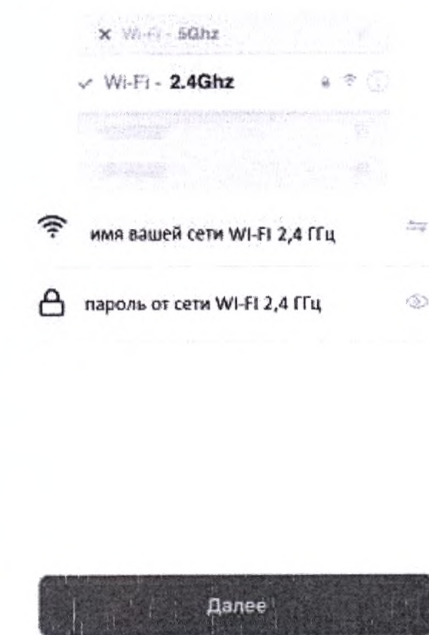 × Wi-Fi - 5Ghz
✓ Wi-Fi - 2.4Ghz
имя вашей сети WI-FI 2,4 ГГц
пароль от сети WI-FI 2,4 ГГц
Далее